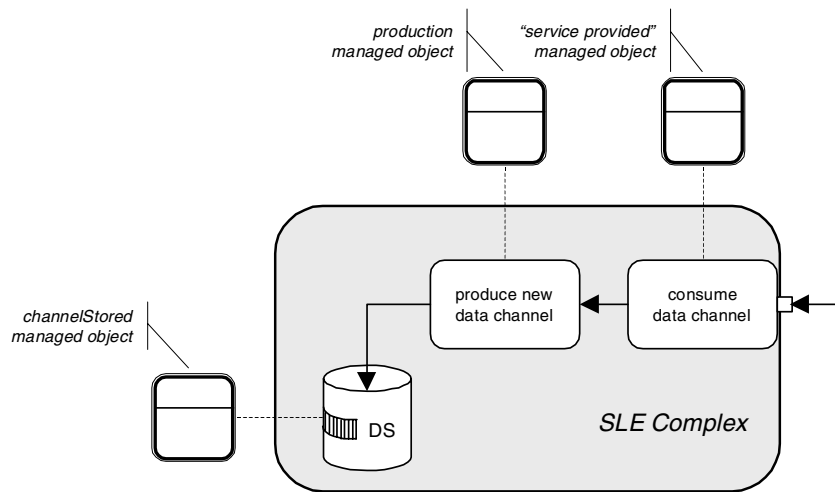 production
managed object
“service provided”
managed object
produce new
data channel
consume
data channel
channelStored
managed object
DS
SLE Complex